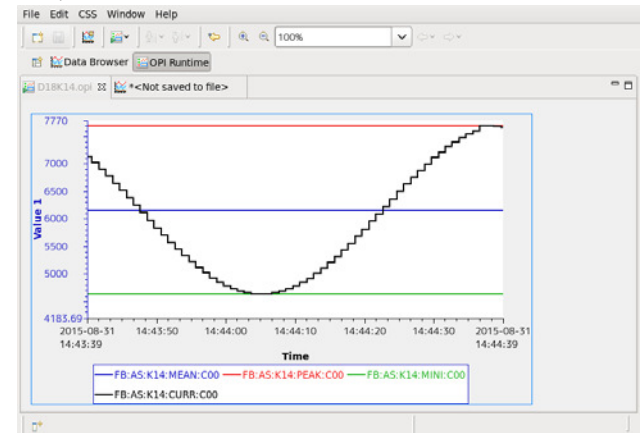 File Edit CSS Window Help
100%
Data Browser OPI Runtime
D18K14.opi *<Not saved to file>
7770
7000
6500
6000
5500
5000
4183.69
Value 1
2015-08-31 14:43:50 14:44:00 14:44:10 14:44:20 14:44:30 2015-08-31
14:43:39 14:44:39
Time
FB:AS:K14:MEAN:C00 FB:AS:K14:PEAK:C00 FB:AS:K14:MINI:C00
FB:AS:K14:CURR:C00